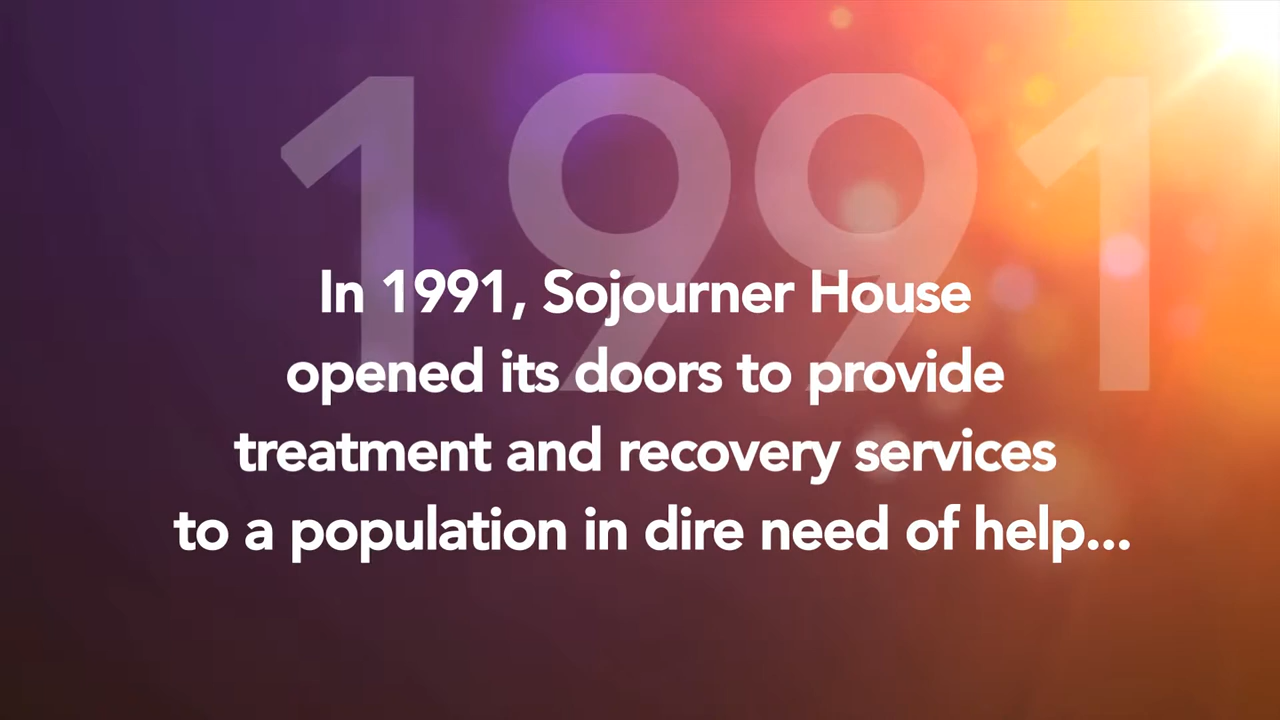 1991
In 1991, Sojourner House
opened its doors to provide
treatment and recovery services
to a population in dire need of help...